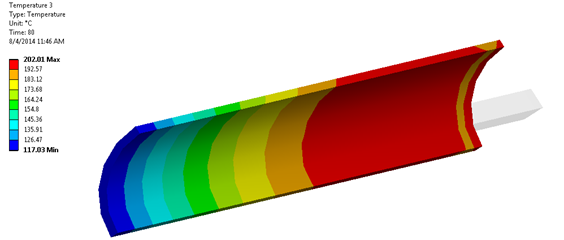 Temperature 3
Type: Temperature
Unit: °C
Time: 80
8/4/2014 11:46 AM
202.01 Max
192.57
183.12
173.68
164.24
154.8
145.36
135.91
126.47
117.03 Min